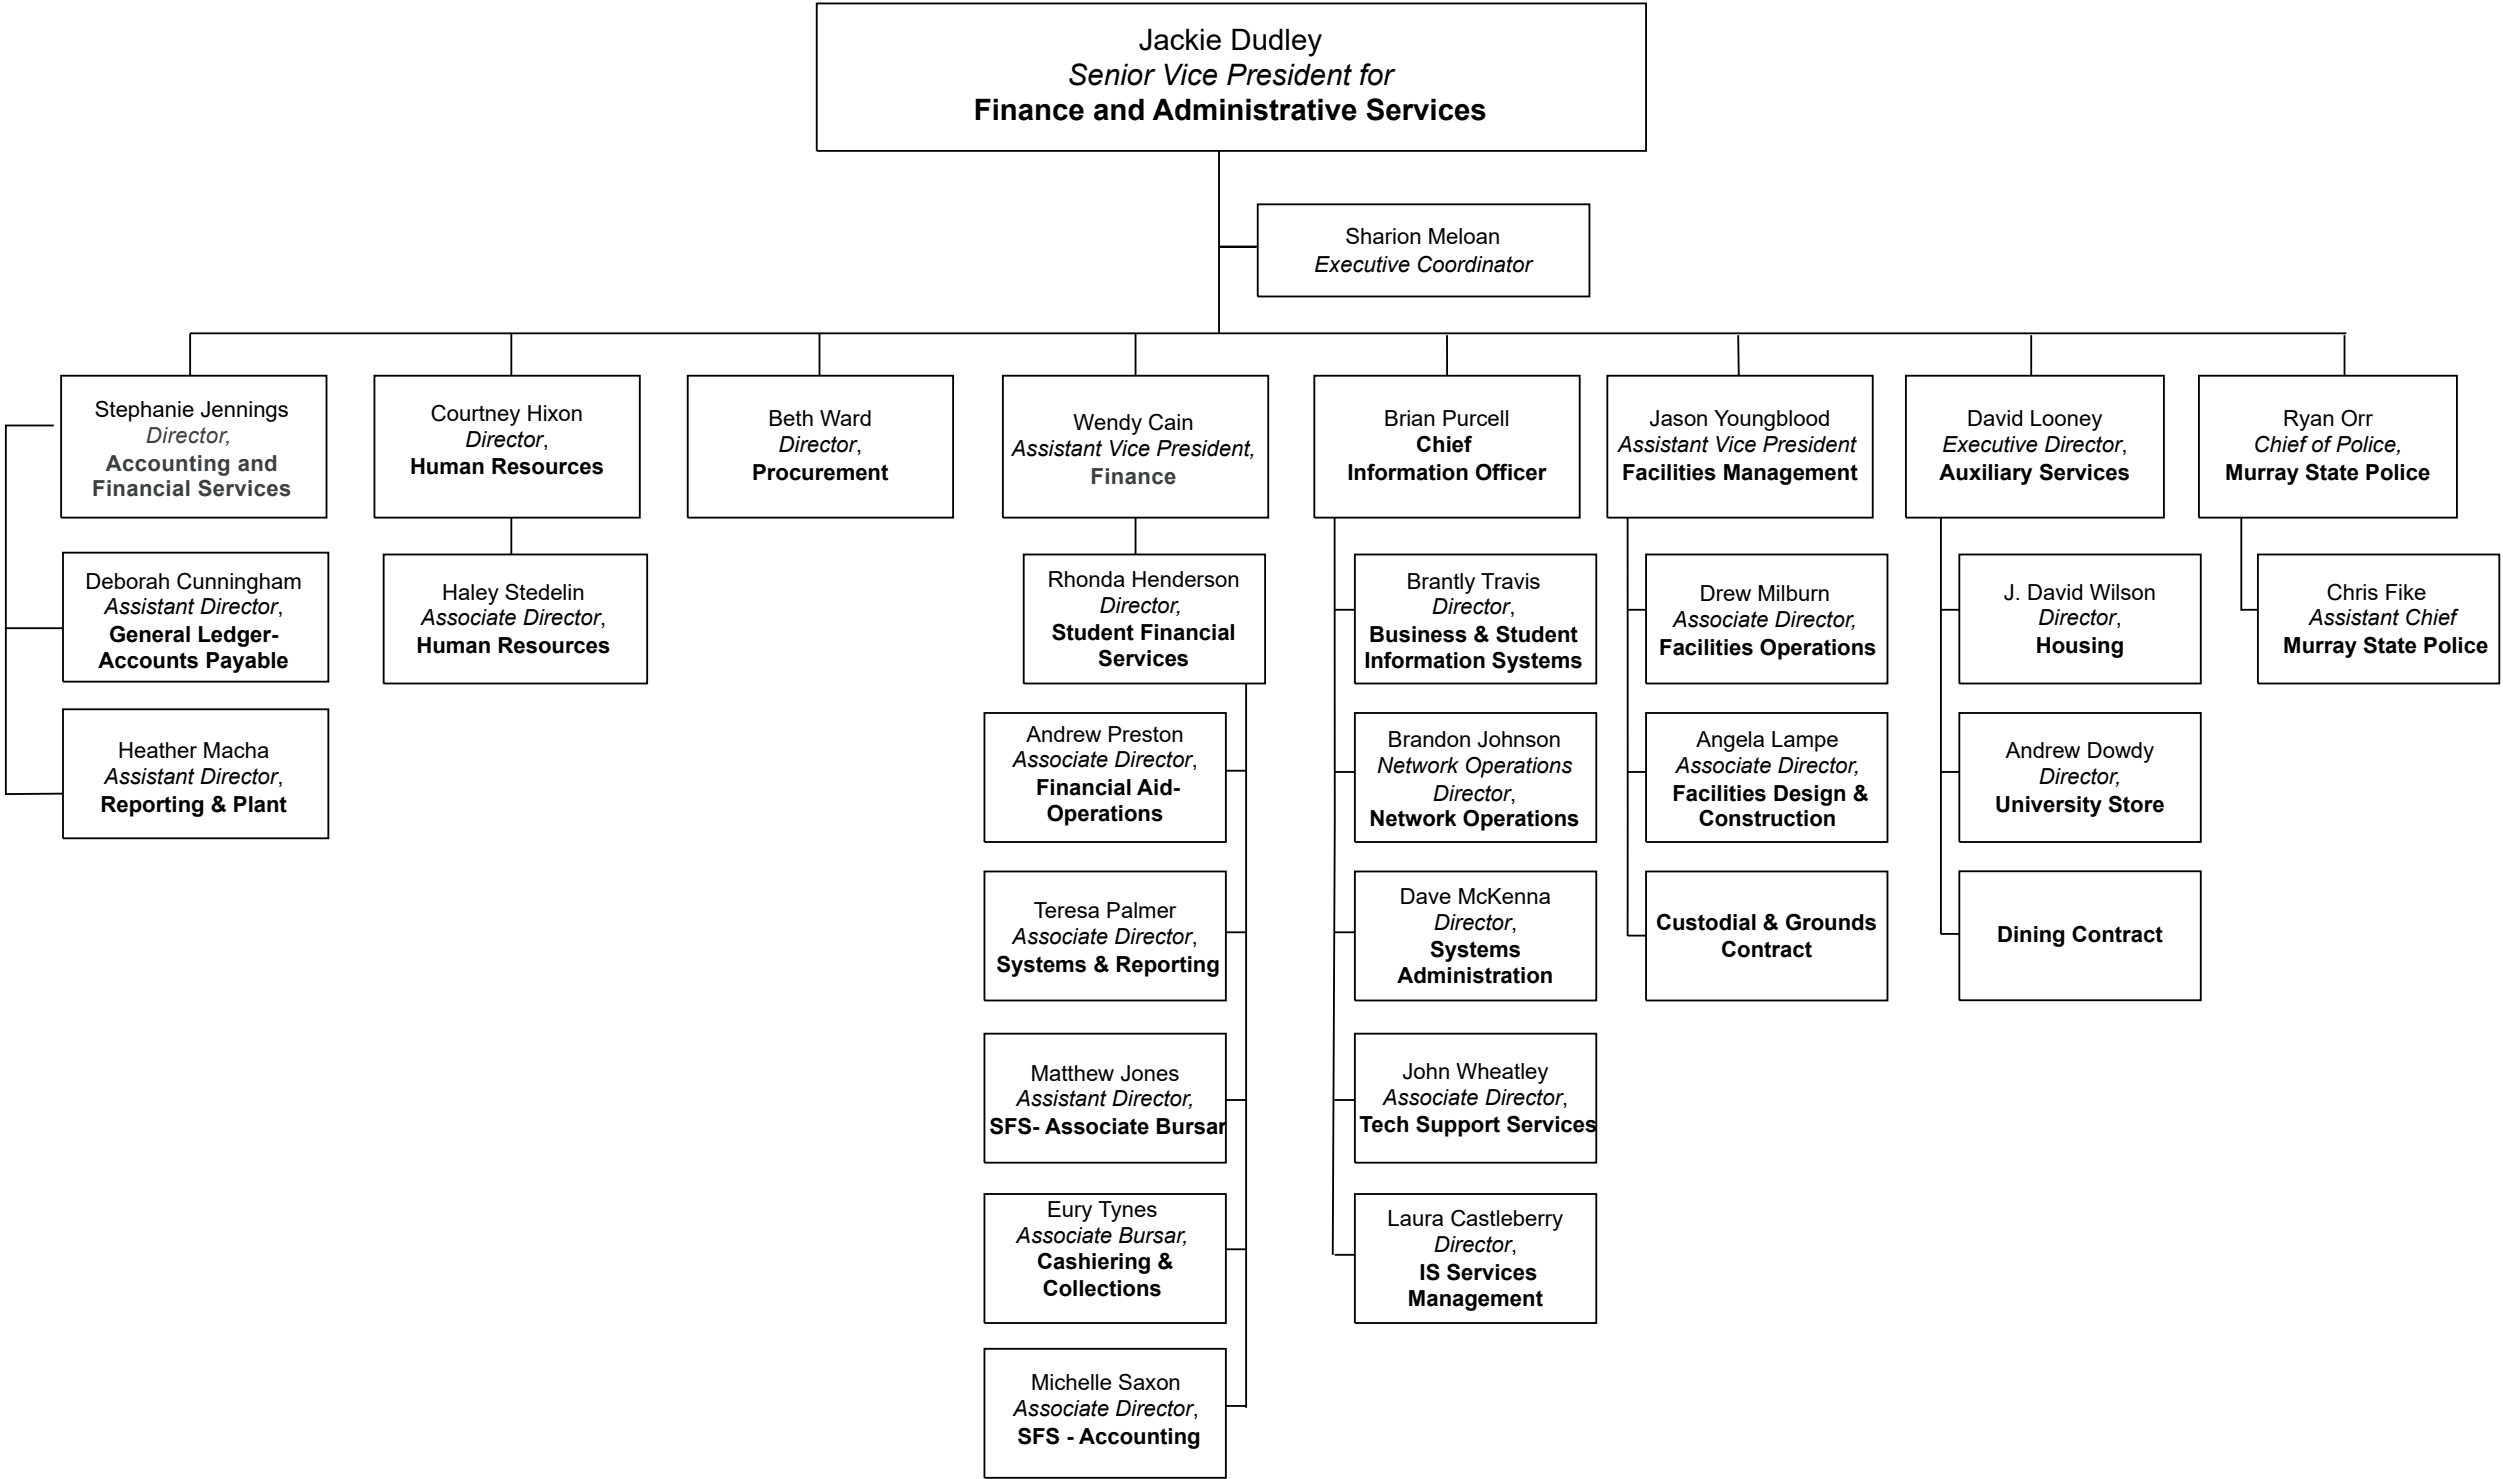 Jackie Dudley
Senior Vice President for
Finance and Administrative Services
Sharion Meloan
Executive Coordinator
Stephanie Jennings
Director,
Accounting and
Financial Services
Courtney Hixon
Director,
Human Resources
Beth Ward
Director,
Procurement
Wendy Cain
Assistant Vice President,
Finance
Brian Purcell
Chief
Information Officer
Jason Youngblood
Assistant Vice President
Facilities Management
David Looney
Executive Director,
Auxiliary Services
Ryan Orr
Chief of Police,
Murray State Police
Deborah Cunningham
Assistant Director,
General Ledger-
Accounts Payable
Haley Stedelin
Associate Director,
Human Resources
Rhonda Henderson
Director,
Student Financial
Services
Brantly Travis
Director,
Business & Student
Information Systems
Drew Milburn
Associate Director,
Facilities Operations
J. David Wilson
Director,
Housing
Chris Fike
Assistant Chief
Murray State Police
Heather Macha
Assistant Director,
Reporting & Plant
Andrew Preston
Associate Director,
Financial Aid-
Operations
Brandon Johnson
Network Operations
Director,
Network Operations
Angela Lampe
Associate Director,
Facilities Design &
Construction
Andrew Dowdy
Director,
University Store
Teresa Palmer
Associate Director,
Systems & Reporting
Dave McKenna
Director,
Systems
Administration
Custodial & Grounds
Contract
Dining Contract
Matthew Jones
Assistant Director,
SFS- Associate Bursar
John Wheatley
Associate Director,
Tech Support Services
Eury Tynes
Associate Bursar,
Cashiering &
Collections
Laura Castleberry
Director,
IS Services
Management
Michelle Saxon
Associate Director,
SFS - Accounting